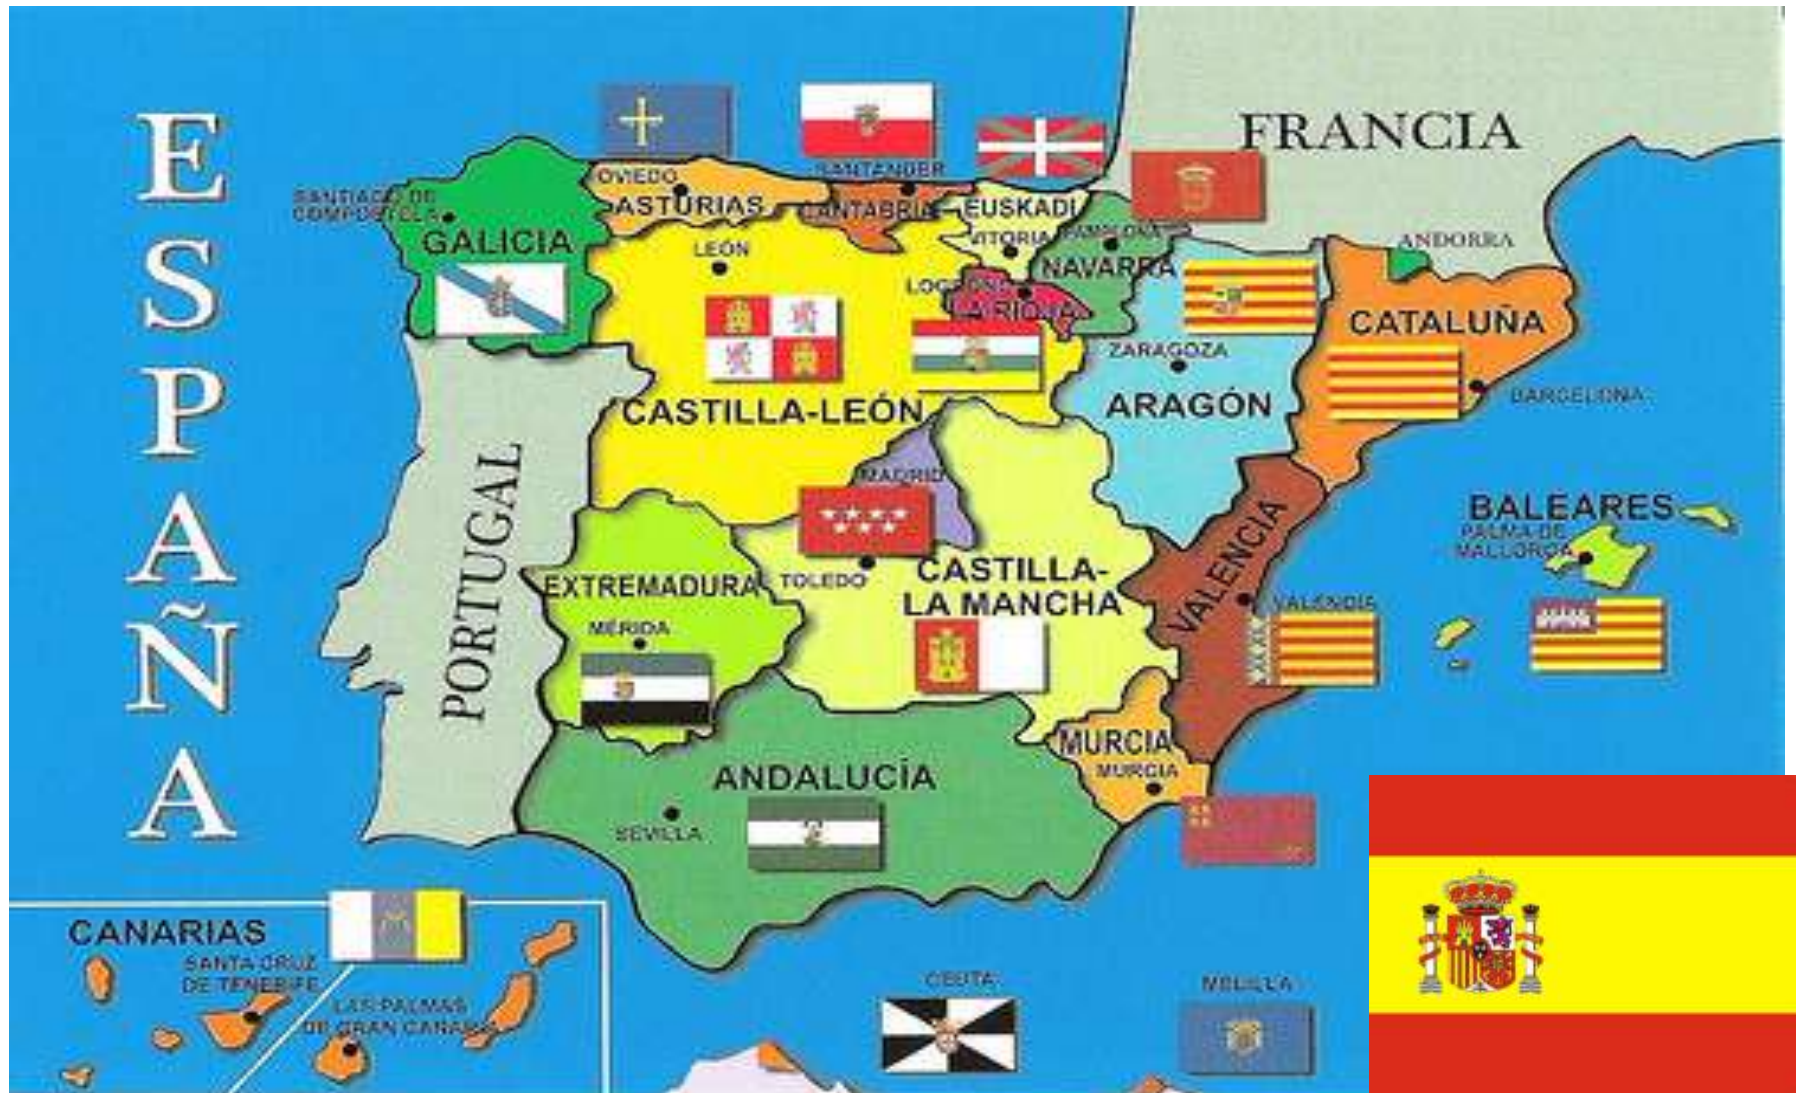 ESPAÑA
FRANCIA
SANTANDER
OVIEDO
ASTURIAS
CANTABRIA
EUSKADI
SANTIAGO DE
COMPOSTELA
GALICIA
LEÓN
VITORIA
PAMPLONA
NAVARRA
ANDORRA
LOGROÑO
LA RIOJA
CATALUÑA
ZARAGOZA
ARAGÓN
BARCELONA
CASTILLA-LEÓN
MADRID
PORTUGAL
BALEARES
PALMA DE
MALLORCA
EXTREMADURA
TOLEDO
CASTILLA-
LA MANCHA
VALENCIA
VALENCIA
MÉRIDA
MURCIA
MURCIA
ANDALUCÍA
SEVILLA
CANARIAS
SANTA CRUZ
DE TENERIFE
LAS PALMAS
DE GRAN CANARIA
CEUTA
MELILLA